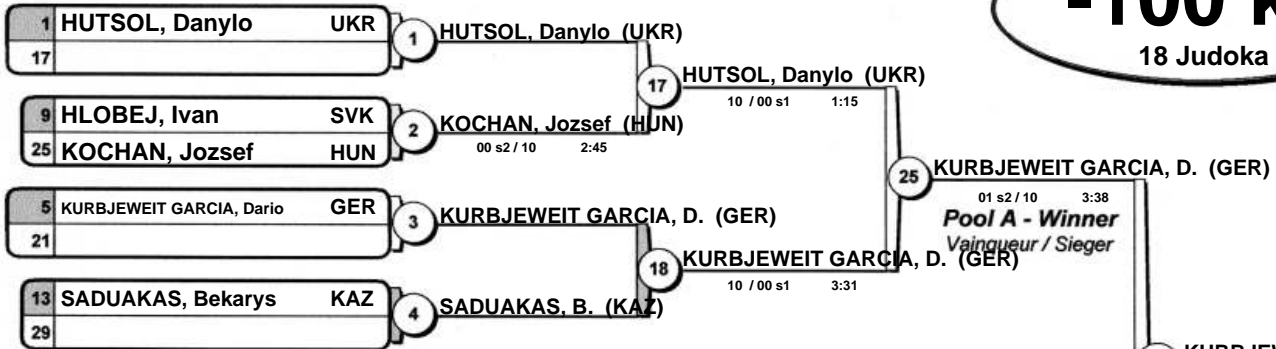 -100 k
18 Judoka
1 HUTSOL, Danylo UKR
17
1 HUTSOL, Danylo (UKR)
9 HLOBEJ, Ivan SVK
25 KOCHAN, Jozsef HUN
2 KOCHAN, Jozsef (HUN)
00 s2 / 10 2:45
17 HUTSOL, Danylo (UKR)
10 / 00 s1 1:15
5 KURBJEWEIT GARCIA, Dario GER
21
3 KURBJEWEIT GARCIA, D. (GER)
13 SADUAKAS, Bekarys KAZ
29
4 SADUAKAS, B. (KAZ)
18 KURBJEWEIT GARCIA, D. (GER)
10 / 00 s1 3:31
25 KURBJEWEIT GARCIA, D. (GER)
01 s2 / 10 3:38
Pool A - Winner
Vainqueur / Sieger